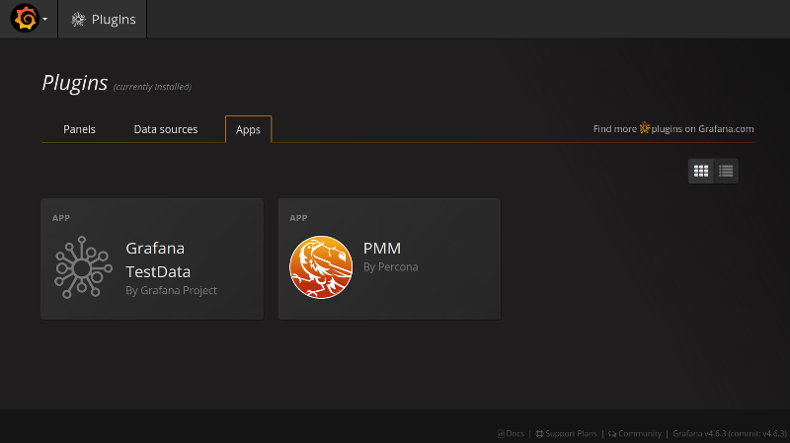 Plugins
Plugins (currently installed)
Panels Data sources Apps Find more plugins on Grafana.com
APP
Grafana
TestData
By Grafana Project
APP
PMM
By Percona
Docs | Support Plans | Community | Grafana v4.6.3 (commit: v4.6.3)